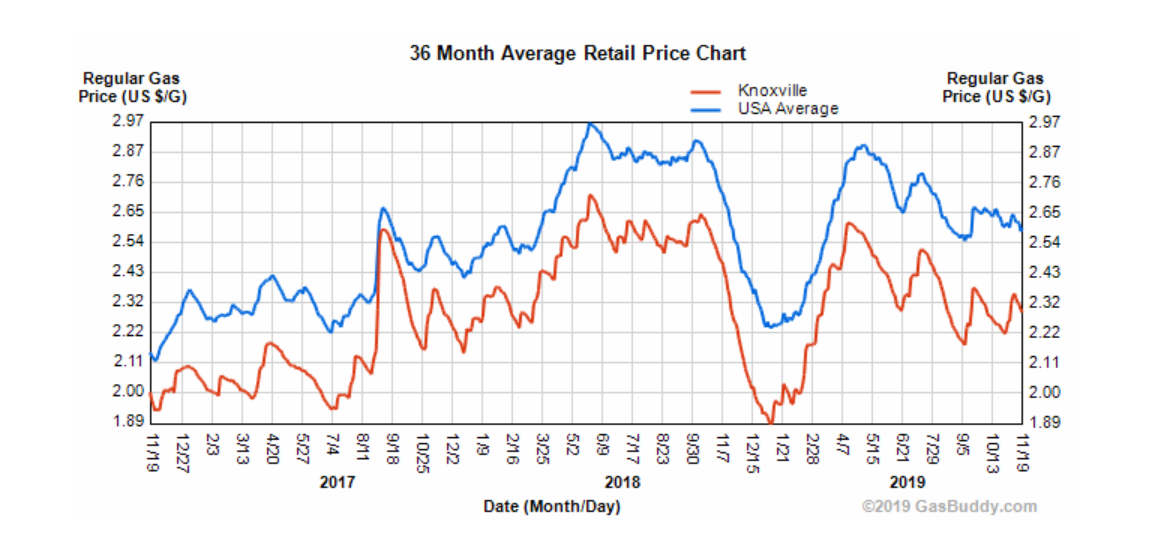 36 Month Average Retail Price Chart
Regular Gas
Price (US $/G)
Regular Gas
Price (US $/G)
Knoxville
USA Average
2.97 2.97
2.87 2.87
2.76 2.76
2.65 2.65
2.54 2.54
2.43 2.43
2.32 2.32
2.22 2.22
2.11 2.11
2.00 2.00
1.89 1.89
11/19 12/27 2/3 3/13 4/20 5/27 7/4 8/11 9/18 10/25 12/2 1/9 2/16 3/25 5/2 6/9 7/17 8/23 9/30 11/7 12/15 1/21 2/28 4/7 5/15 6/21 7/29 9/5 10/13 11/19
2017 2018 2019
Date (Month/Day)
©2019 GasBuddy.com